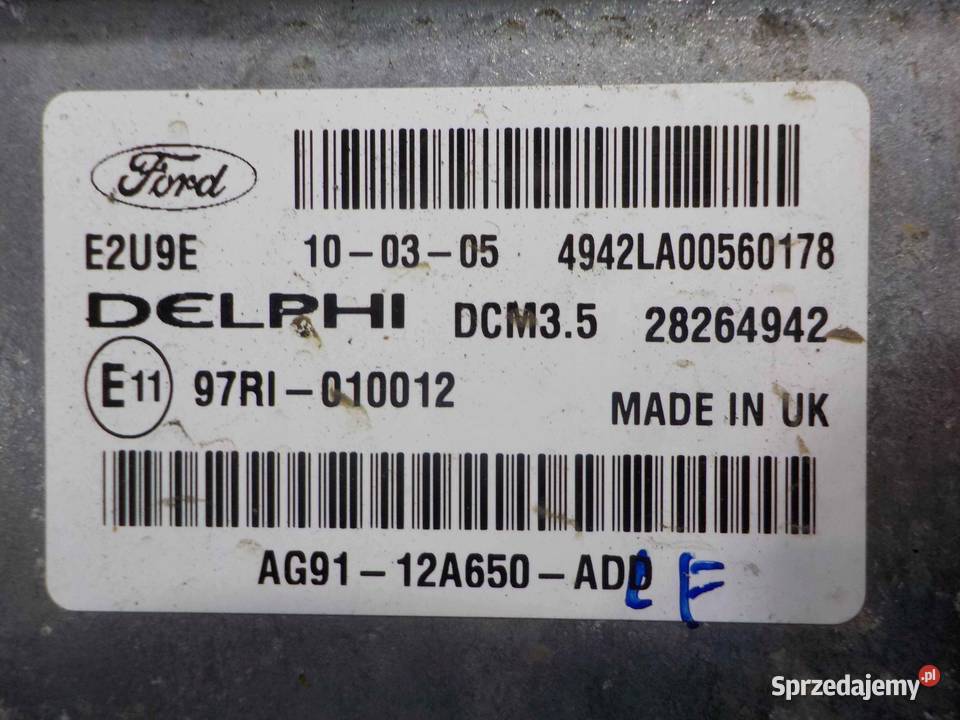 Ford
E2U9E 10-03-05 4942LA00560178
DELPHI DCM3.5 28264942
E11 97RI-010012
MADE IN UK
AG91-12A650-ADD
F
Sprzedajemy.pl